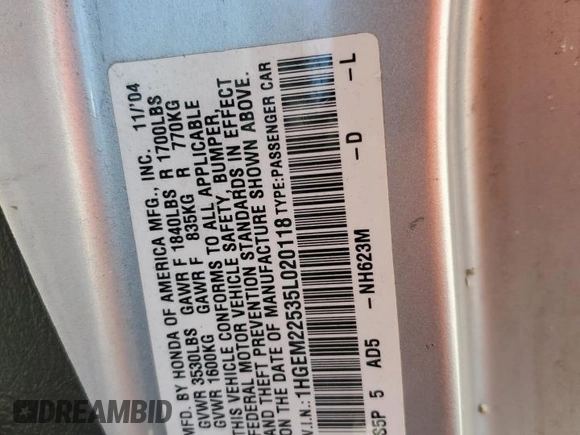 MFD. BY HONDA OF AMERICA MFG., INC. 11/'04
GVWR 3530LBS GAWR F 1840LBS R 1700LBS
GVWR 1600KG GAWR F 835KG R 770KG
THIS VEHICLE CONFORMS TO ALL APPLICABLE
FEDERAL MOTOR VEHICLE SAFETY, BUMPER,
AND THEFT PREVENTION STANDARDS IN EFFECT
ON THE DATE OF MANUFACTURE SHOWN ABOVE.
V.I.N.: 1HGEM22535L020118 TYPE:PASSENGER CAR
S5P 5 AD5 - NH623M - D - L
DREAMBID